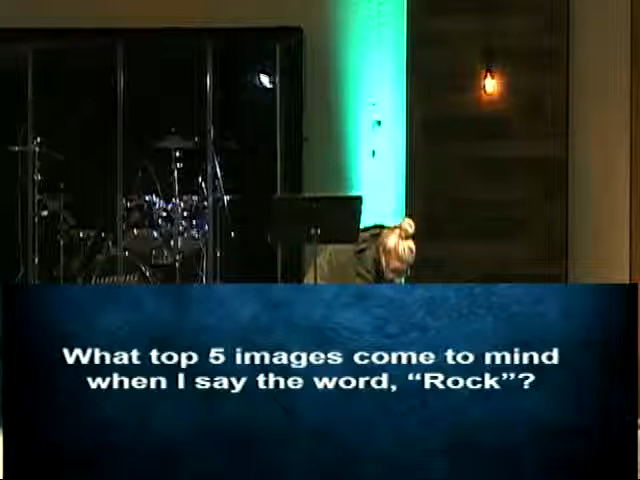 What top 5 images come to mind
when I say the word, “Rock”?